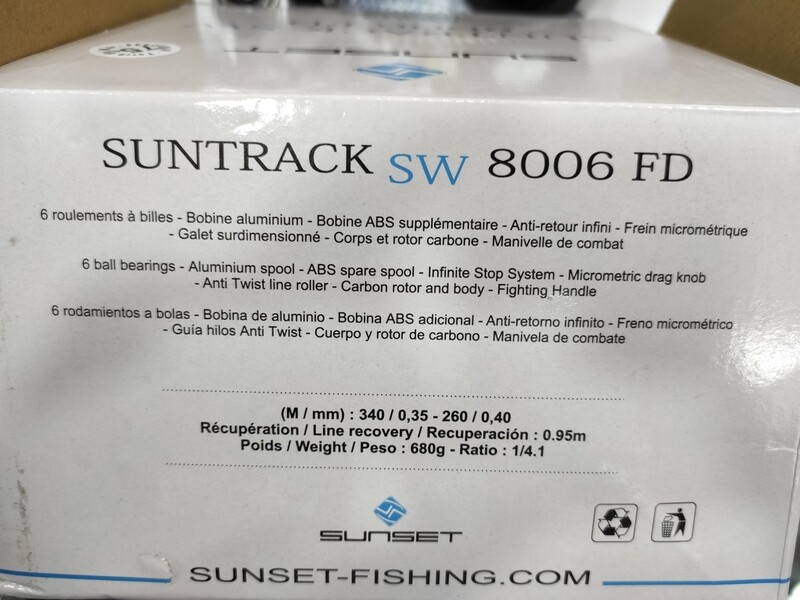 SUNTRACK SW 8006 FD
6 roulements à billes - Bobine aluminium - Bobine ABS supplémentaire - Anti-retour infini - Frein micrométrique
- Galet surdimensionné - Corps et rotor carbone - Manivelle de combat
6 ball bearings - Aluminium spool - ABS spare spool - Infinite Stop System - Micrometric drag knob
- Anti Twist line roller - Carbon rotor and body - Fighting Handle
6 rodamientos a bolas - Bobina de aluminio - Bobina ABS adicional - Anti-retorno infinito - Freno micrométrico
- Guía hilos Anti Twist - Cuerpo y rotor de carbono - Manivela de combate
(M / mm) : 340 / 0,35 - 260 / 0,40
Récupération / Line recovery / Recuperación : 0.95m
Poids / Weight / Peso : 680g - Ratio : 1/4.1
SUNSET
SUNSET-FISHING.COM